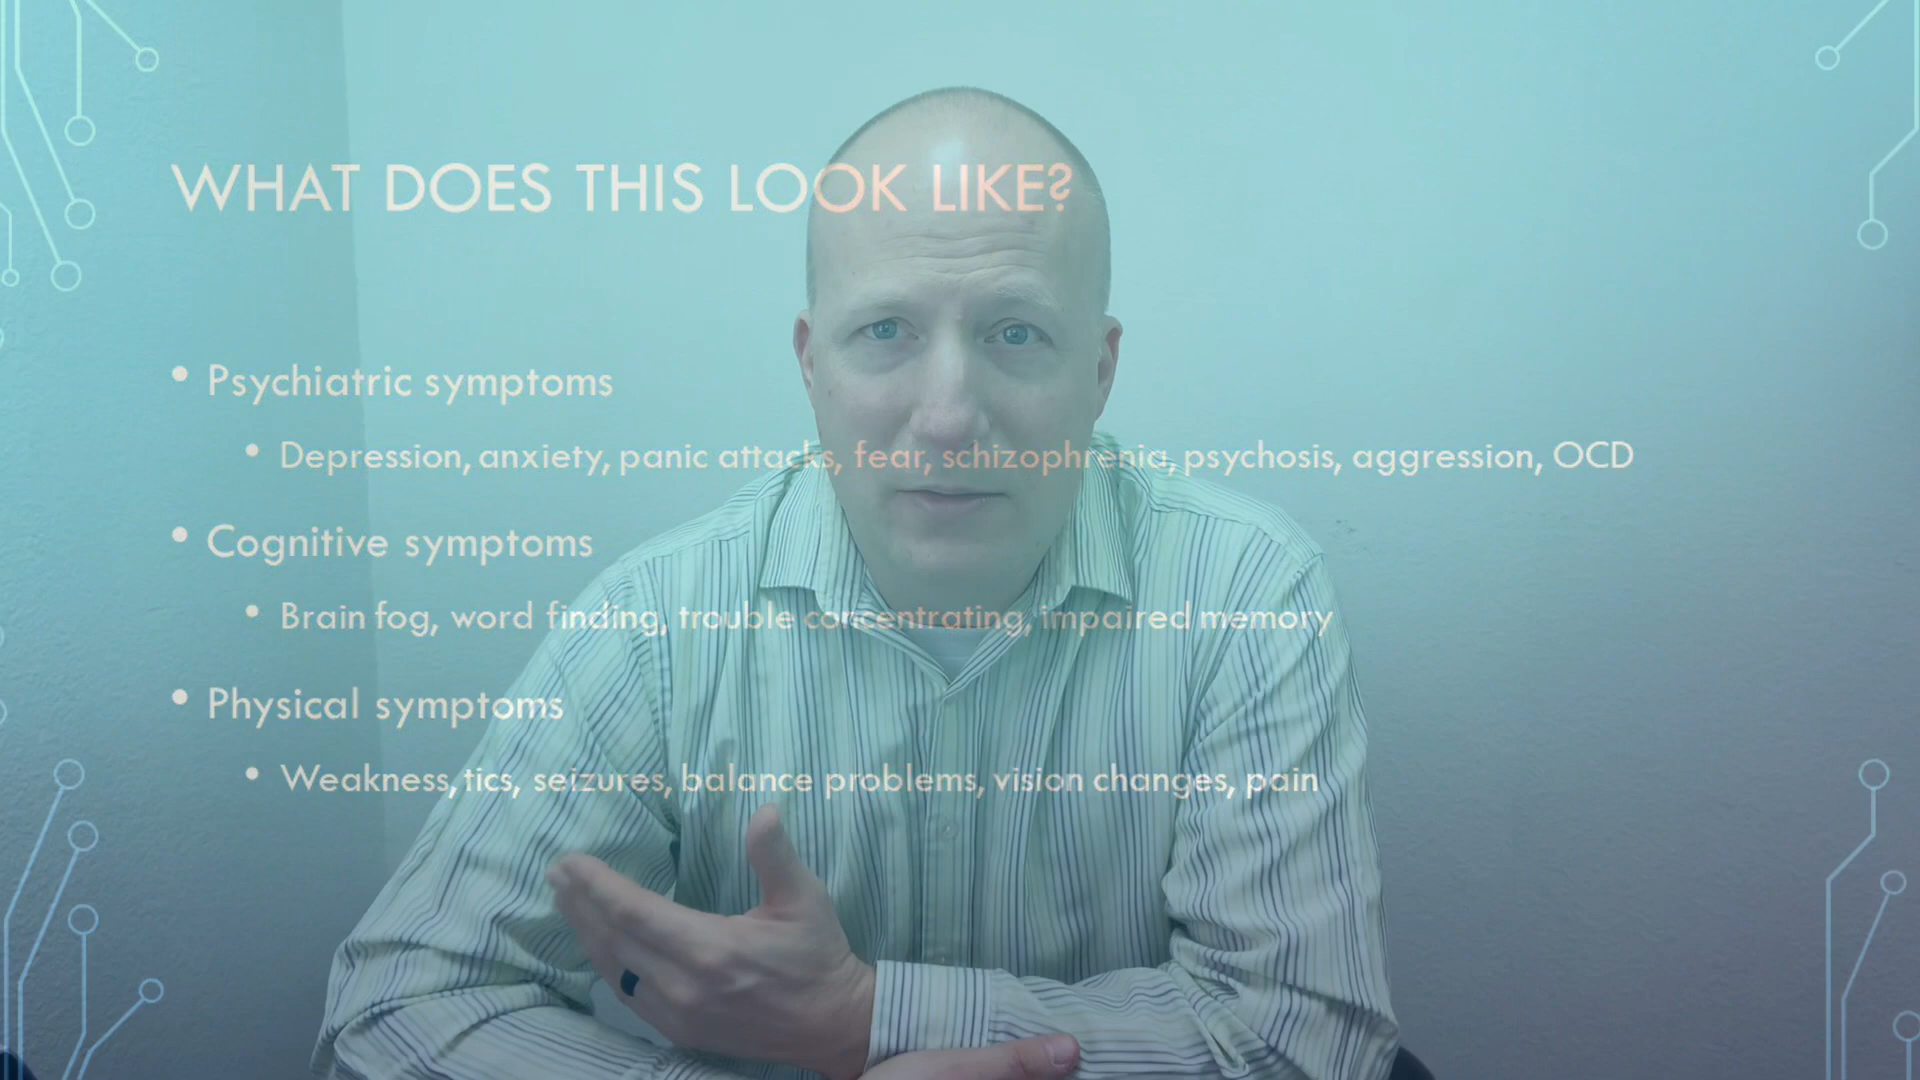 WHAT DOES THIS LOOK LIKE?
• Psychiatric symptoms
• Depression, anxiety, panic attacks, fear, schizophrenia, psychosis, aggression, OCD
• Cognitive symptoms
• Brain fog, word finding, trouble concentrating, impaired memory
• Physical symptoms
• Weakness, tics, seizures, balance problems, vision changes, pain